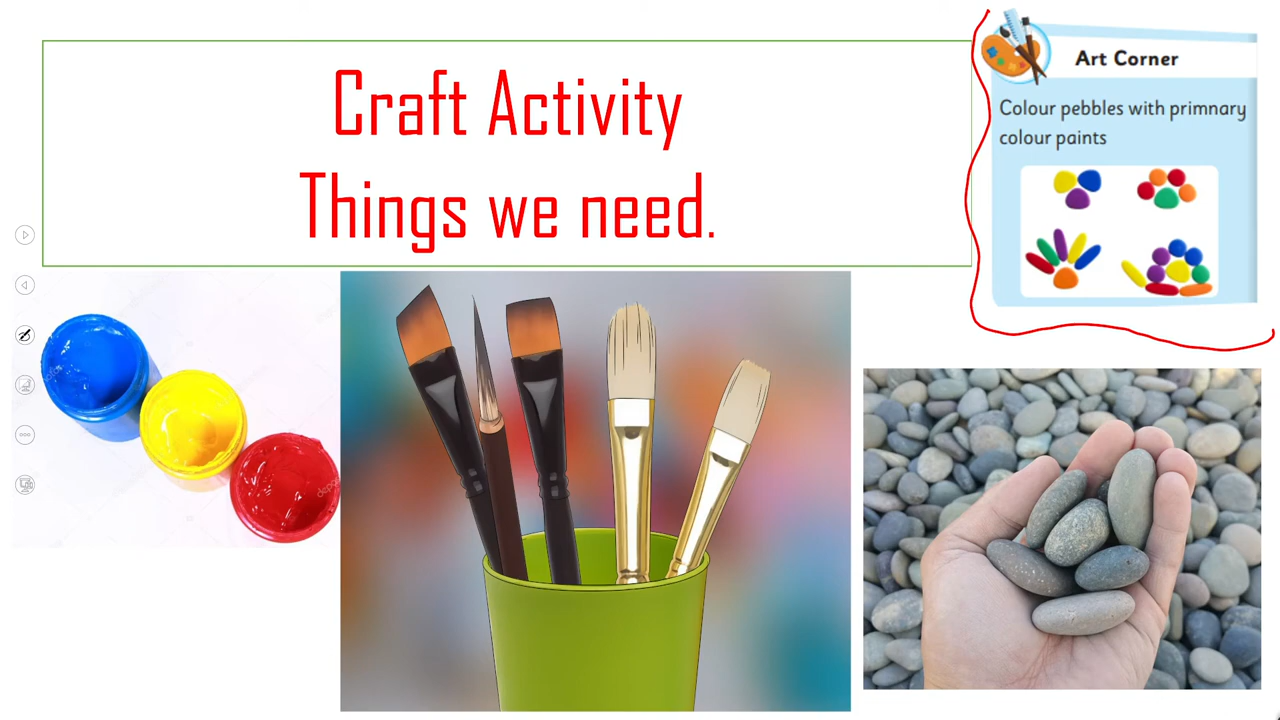 Craft Activity
Things we need.
Art Corner
Colour pebbles with primnary
colour paints